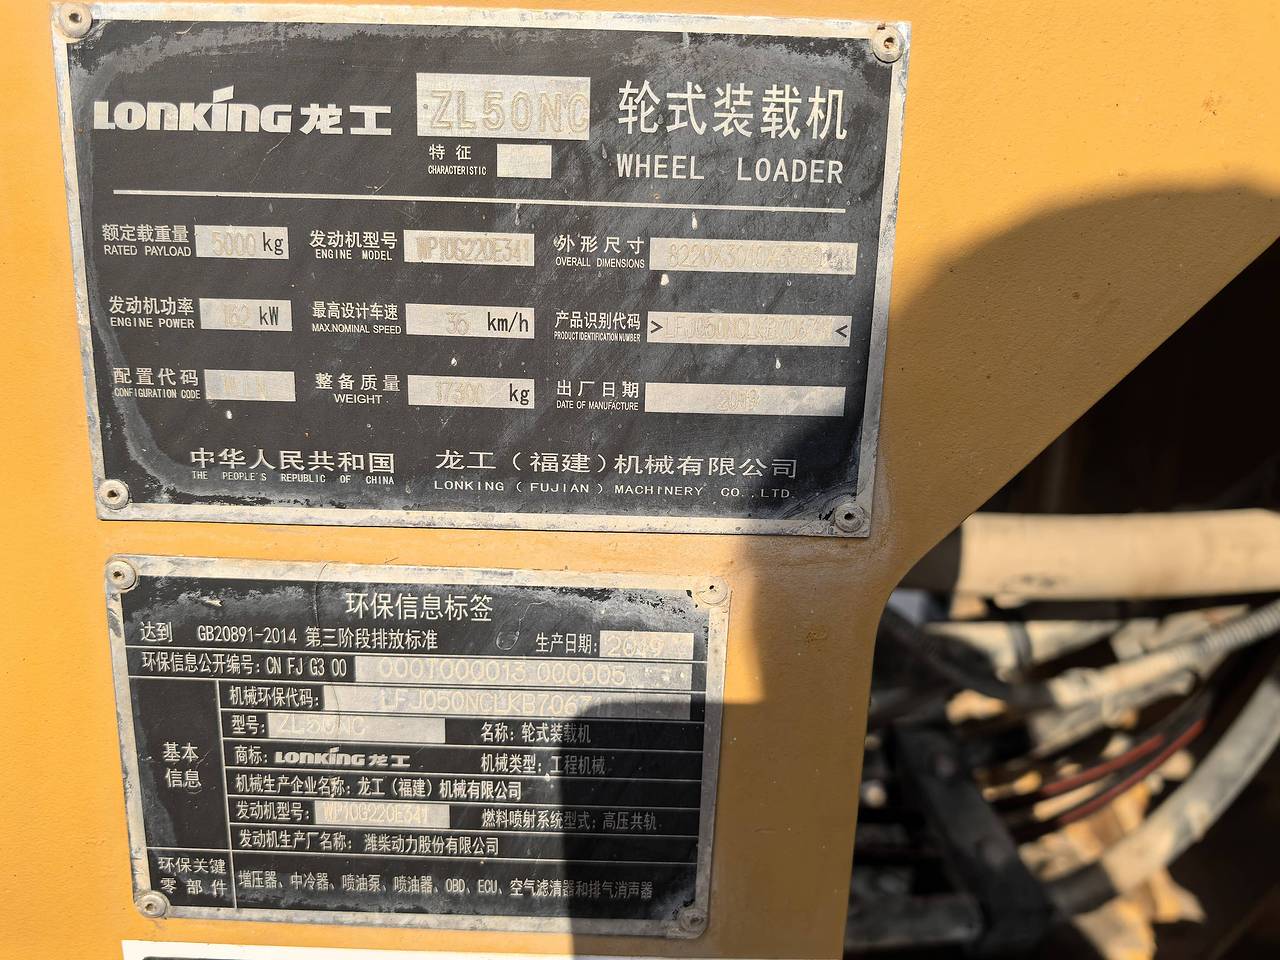 LONKING 龙工 ZL50NC 轮式装载机
特征
CHARACTERISTIC
WHEEL LOADER
额定载重量 5000 kg 发动机型号 WP10G220E341 外形尺寸
RATED PAYLOAD ENGINE MODEL OVERALL DIMENSIONS
发动机功率 162 kW 最高设计车速 35 km/h 产品识别代码 > <
ENGINE POWER MAX.NOMINAL SPEED PRODUCT IDENTIFICATION NUMBER
配置代码 整备质量 17300 kg 出厂日期 2019
CONFIGURATION CODE WEIGHT DATE OF MANUFACTURE
中华人民共和国 龙工（福建）机械有限公司
THE PEOPLE'S REPUBLIC OF CHINA LONKING ( FUJIAN ) MACHINERY CO.,LTD.
环保信息标签
达到 GB20891-2014 第三阶段排放标准 生产日期: 2019
环保信息公开编号: CN FJ G3 00 0001000013 000005
基本信息
机械环保代码:
型号: ZL50NC 名称: 轮式装载机
商标: LONKING 龙工 机械类型: 工程机械
机械生产企业名称: 龙工（福建）机械有限公司
发动机型号: WP10G220E341 燃料喷射系统型式: 高压共轨
发动机生产厂名称: 潍柴动力股份有限公司
环保关键零部件 增压器、中冷器、喷油泵、喷油器、OBD、ECU、空气滤清器和排气消声器